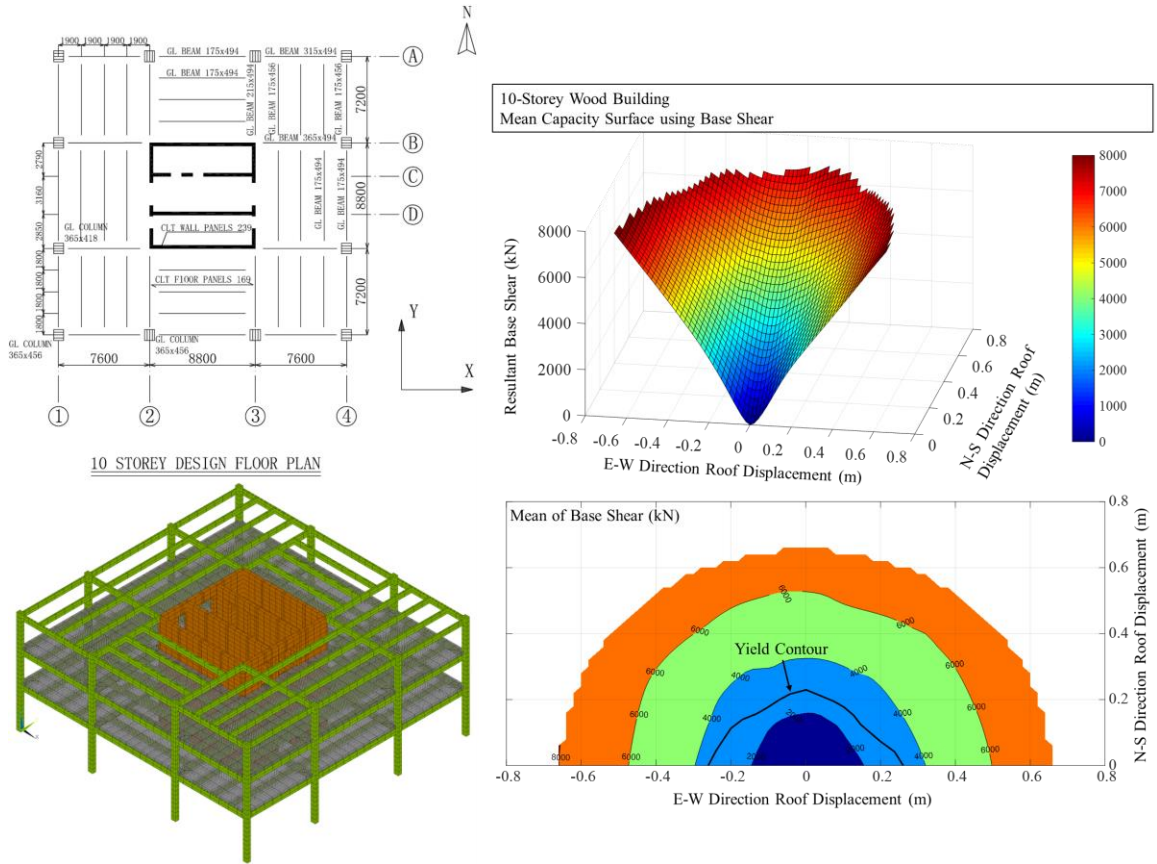 N
1900 1900 1900 1900
GL BEAM 175x494
GL BEAM 315x494
A
GL BEAM 175x494
GL BEAM 215x494
GL BEAM 175x456
GL BEAM 175x456
7200
GL BEAM 365x494
B
2790
C
3160
GL BEAM 175x494
GL BEAM 175x494
8800
D
2850
GL COLUMN
365x418
CLT WALL PANELS 239
1800
1800
1800
1800
CLT FlOOR PANELS 169
7200
Y
GL COLUMN
365x456
GL COLUMN
365x456
7600
8800
7600
X
1
2
3
4
10 STOREY DESIGN FLOOR PLAN
10-Storey Wood Building
Mean Capacity Surface using Base Shear
Resultant Base Shear (kN)
8000
6000
4000
2000
0
-0.8
-0.6
-0.4
-0.2
0
0.2
0.4
0.6
0.8
E-W Direction Roof Displacement (m)
0
0.2
0.4
0.6
0.8
N-S Direction Roof
Displacement (m)
8000
7000
6000
5000
4000
3000
2000
1000
0
Mean of Base Shear (kN)
Yield Contour
6000
6000
6000
6000
6000
6000
6000
4000
4000
4000
4000
2000
8000
0.8
0.6
0.4
0.2
0
N-S Direction Roof Displacement (m)
-0.8
-0.6
-0.4
-0.2
0
0.2
0.4
0.6
0.8
E-W Direction Roof Displacement (m)